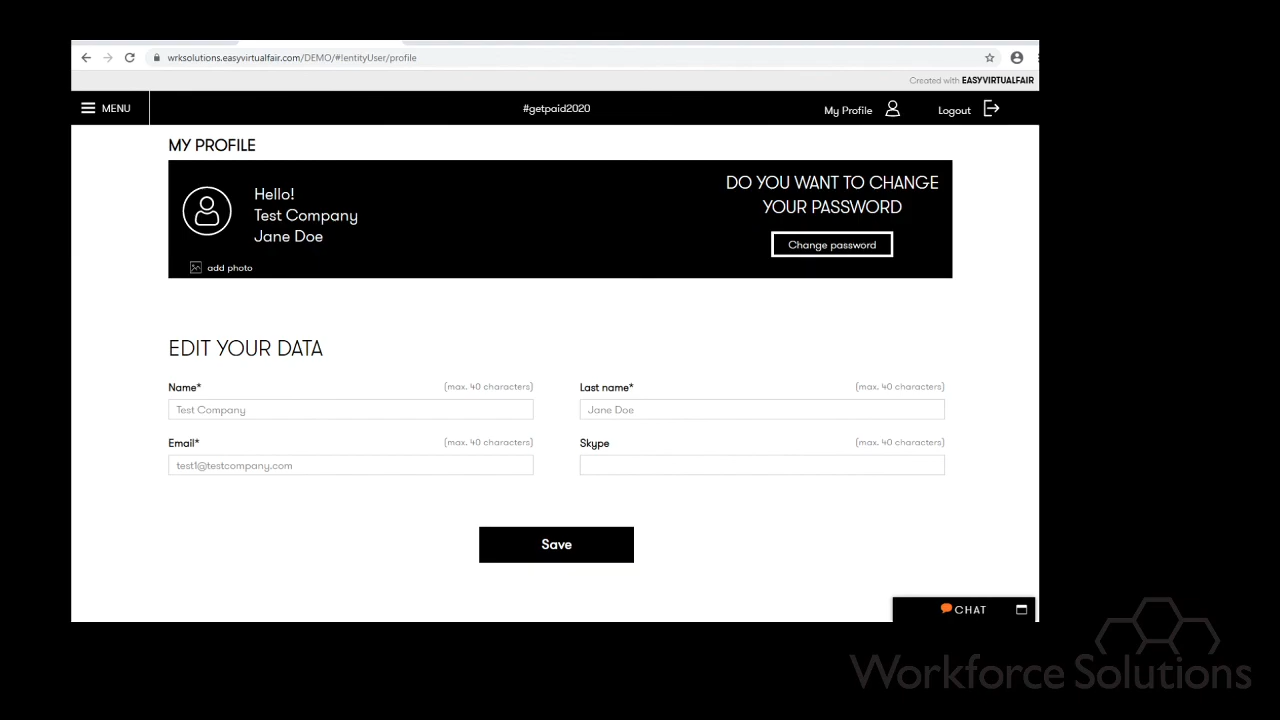 wrksolutions.easyvirtualfair.com/DEMO/#IentityUser/profile
Created with EASYVIRTUALFAIR
MENU
#getpaid2020
My Profile
Logout
MY PROFILE
Hello!
Test Company
Jane Doe
add photo
DO YOU WANT TO CHANGE
YOUR PASSWORD
Change password
EDIT YOUR DATA
Name* (max. 40 characters)
Test Company
Last name* (max. 40 characters)
Jane Doe
Email* (max. 40 characters)
test1@testcompany.com
Skype (max. 40 characters)
Save
CHAT
Workforce Solutions